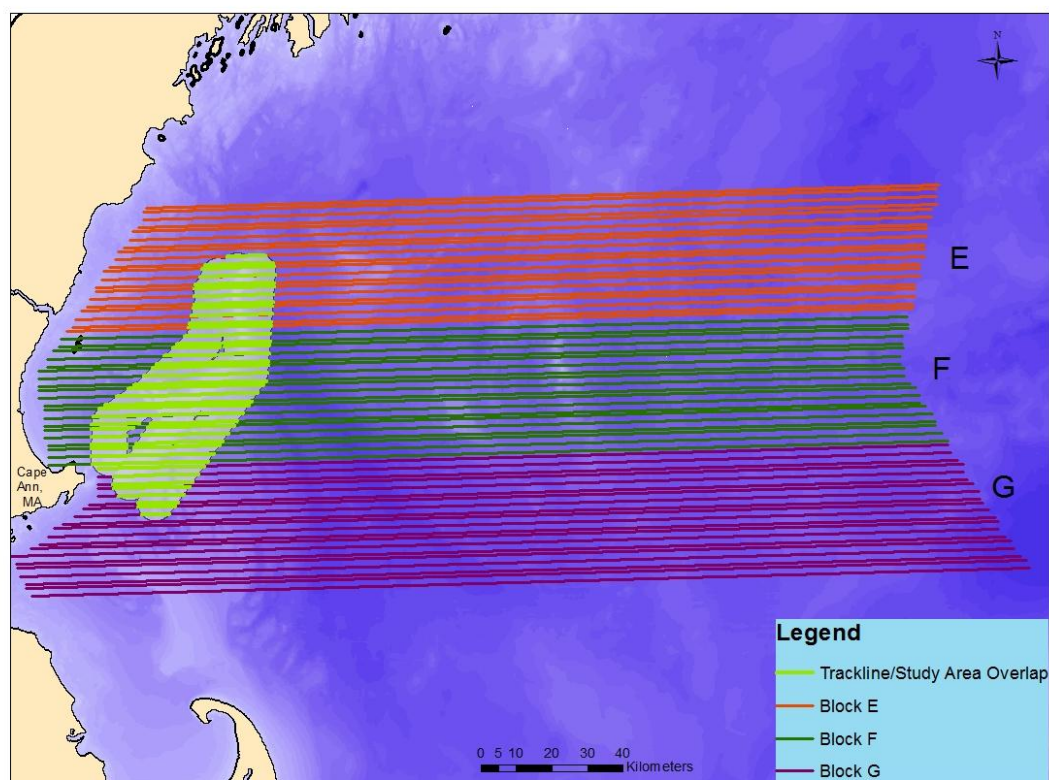 N
E
F
G
Cape
Ann,
MA
Legend
Trackline/Study Area Overlap
Block E
Block F
Block G
0 5 10 20 30 40
Kilometers